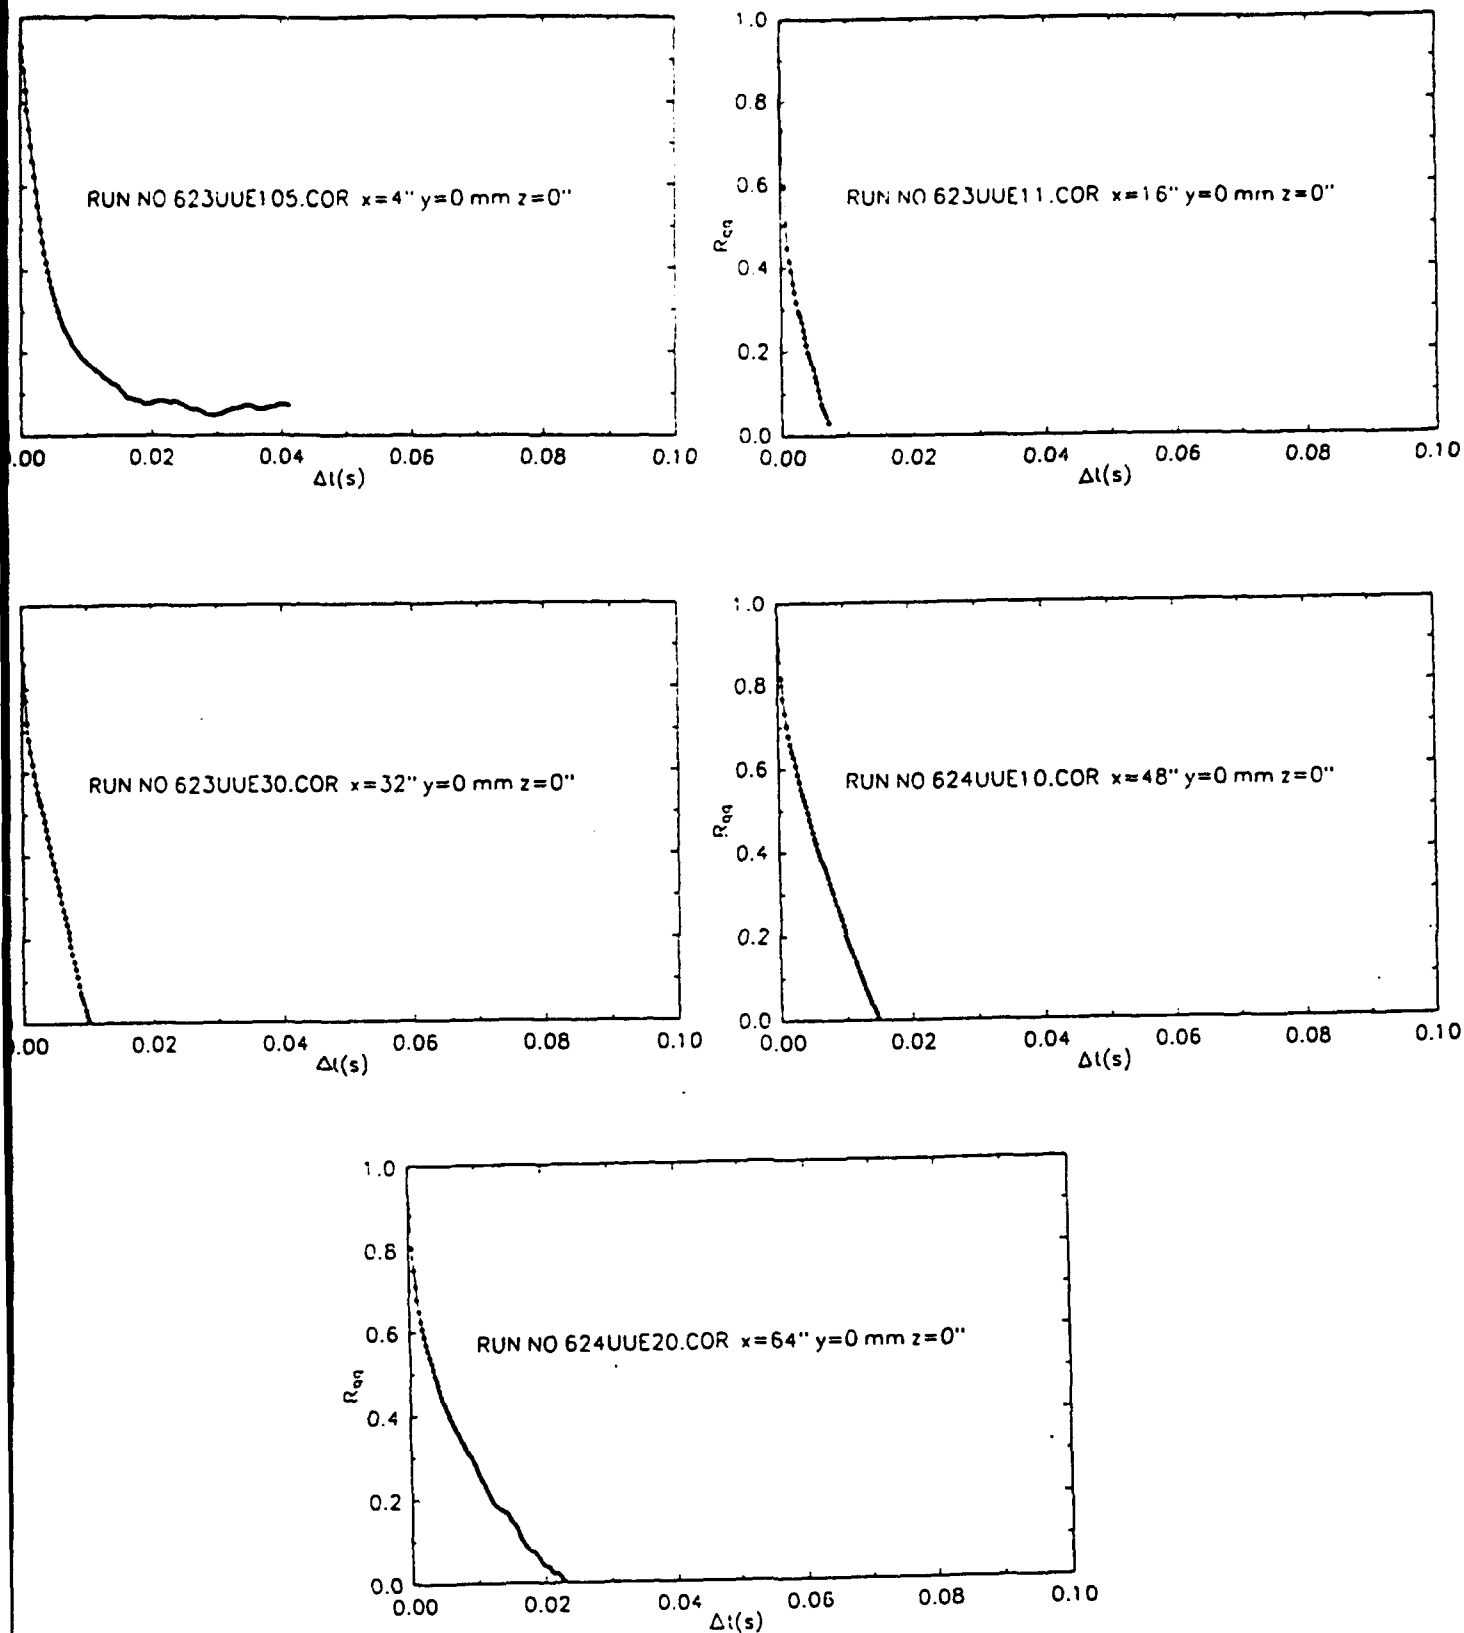 RUN NO 623UUE105.COR x=4" y=0 mm z=0"
.00 0.02 0.04 0.06 0.08 0.10
Δt(s)
1.0
0.8
0.6
0.4
0.2
0.0
Rqq
RUN NO 623UUE11.COR x=16" y=0 mm z=0"
0.00 0.02 0.04 0.06 0.08 0.10
Δt(s)
RUN NO 623UUE30.COR x=32" y=0 mm z=0"
.00 0.02 0.04 0.06 0.08 0.10
Δt(s)
1.0
0.8
0.6
0.4
0.2
0.0
Rqq
RUN NO 624UUE10.COR x=48" y=0 mm z=0"
0.00 0.02 0.04 0.06 0.08 0.10
Δt(s)
1.0
0.8
0.6
0.4
0.2
0.0
Rqq
RUN NO 624UUE20.COR x=64" y=0 mm z=0"
0.00 0.02 0.04 0.06 0.08 0.10
Δt(s)